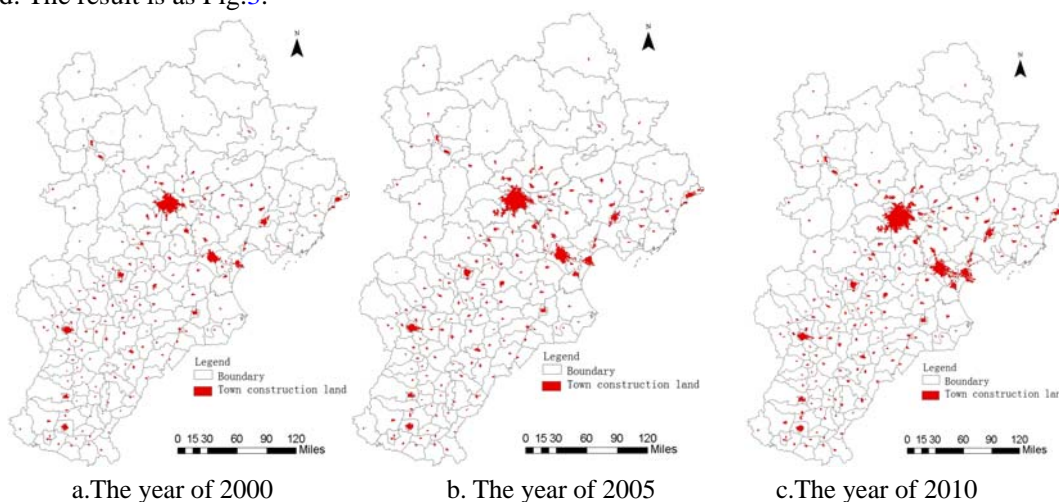 d. The result is as Fig.3.
N
N
N
Legend
Boundary
Town construction land
Legend
Boundary
Town construction land
Legend
Boundary
Town construction lan
0 15 30 60 90 120
Miles
0 15 30 60 90 120
Miles
0 15 30 60 90 120
Miles
a.The year of 2000
b. The year of 2005
c.The year of 2010